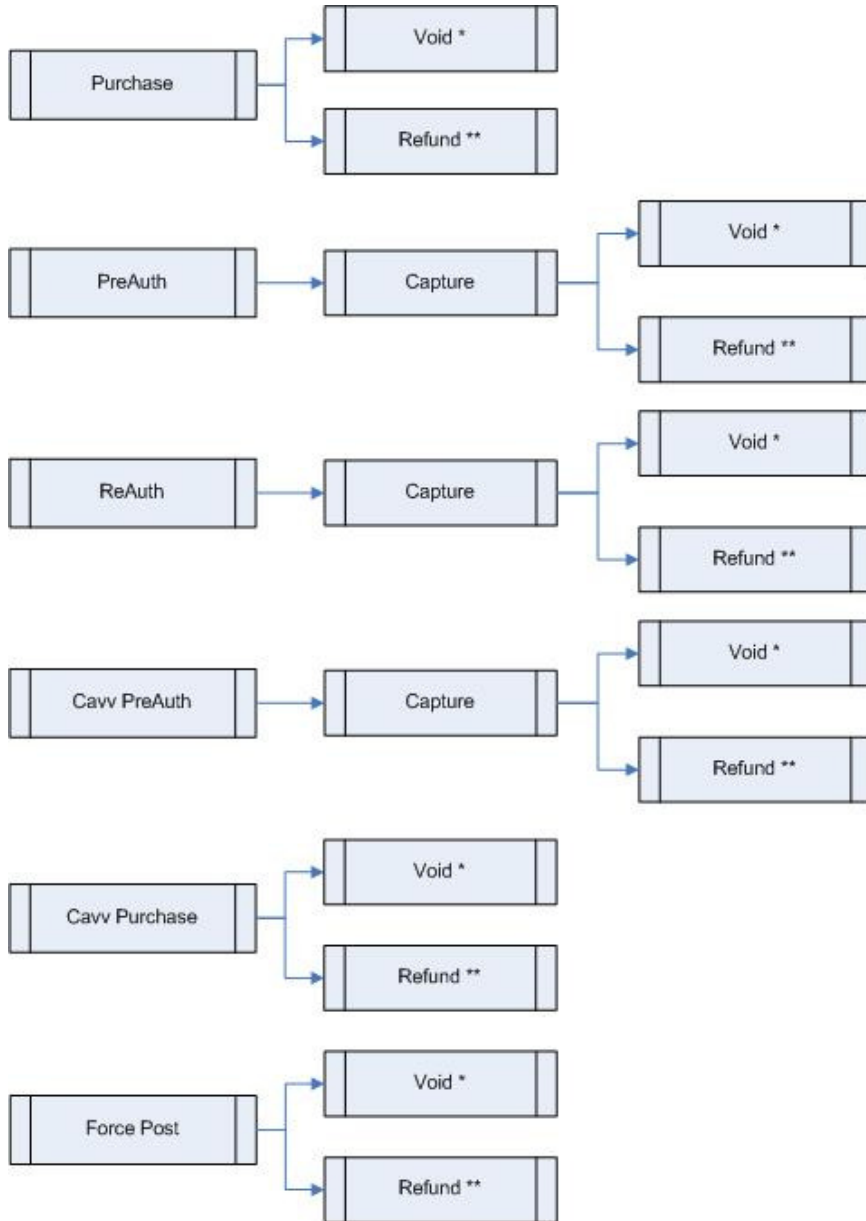 Purchase
Void *
Refund **
PreAuth
Capture
Void *
Refund **
ReAuth
Capture
Void *
Refund **
Cavv PreAuth
Capture
Void *
Refund **
Cavv Purchase
Void *
Refund **
Force Post
Void *
Refund **